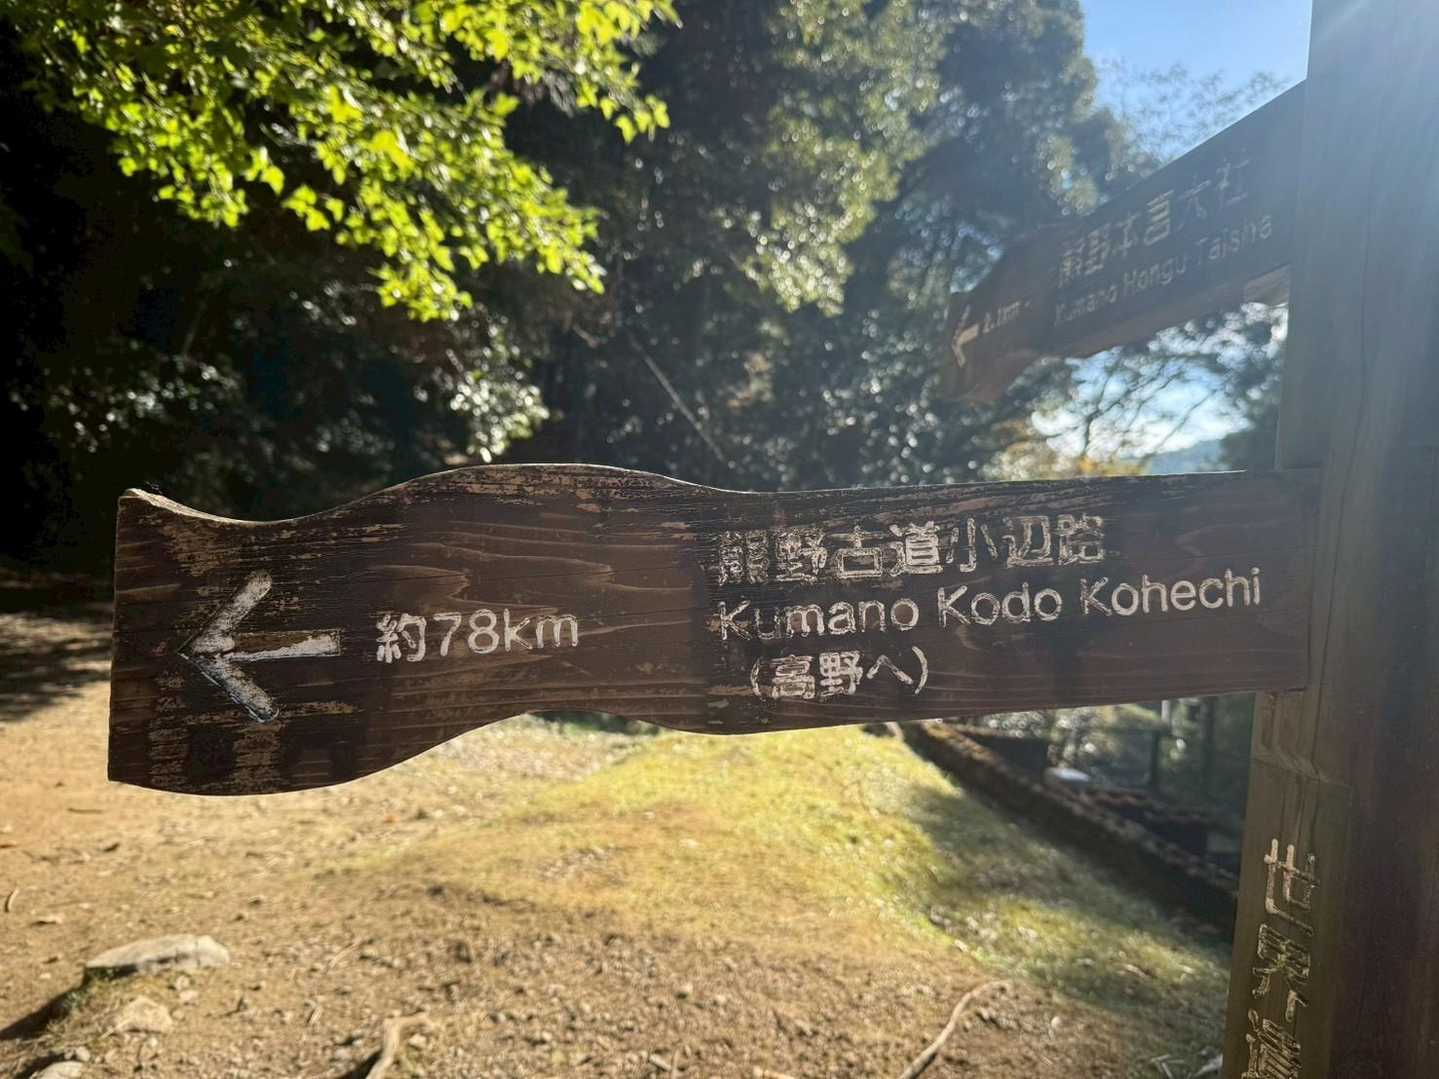 熊野本宮大社
Kumano Hongu Taisha
熊野古道小辺路
Kumano Kodo Kohechi
(高野へ)
約78km
世界